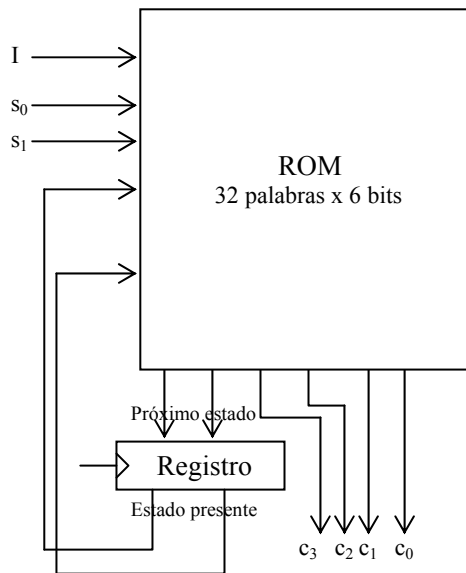 I
s₀
s₁
ROM
32 palabras x 6 bits
Próximo estado
Registro
Estado presente
c₃ c₂ c₁ c₀